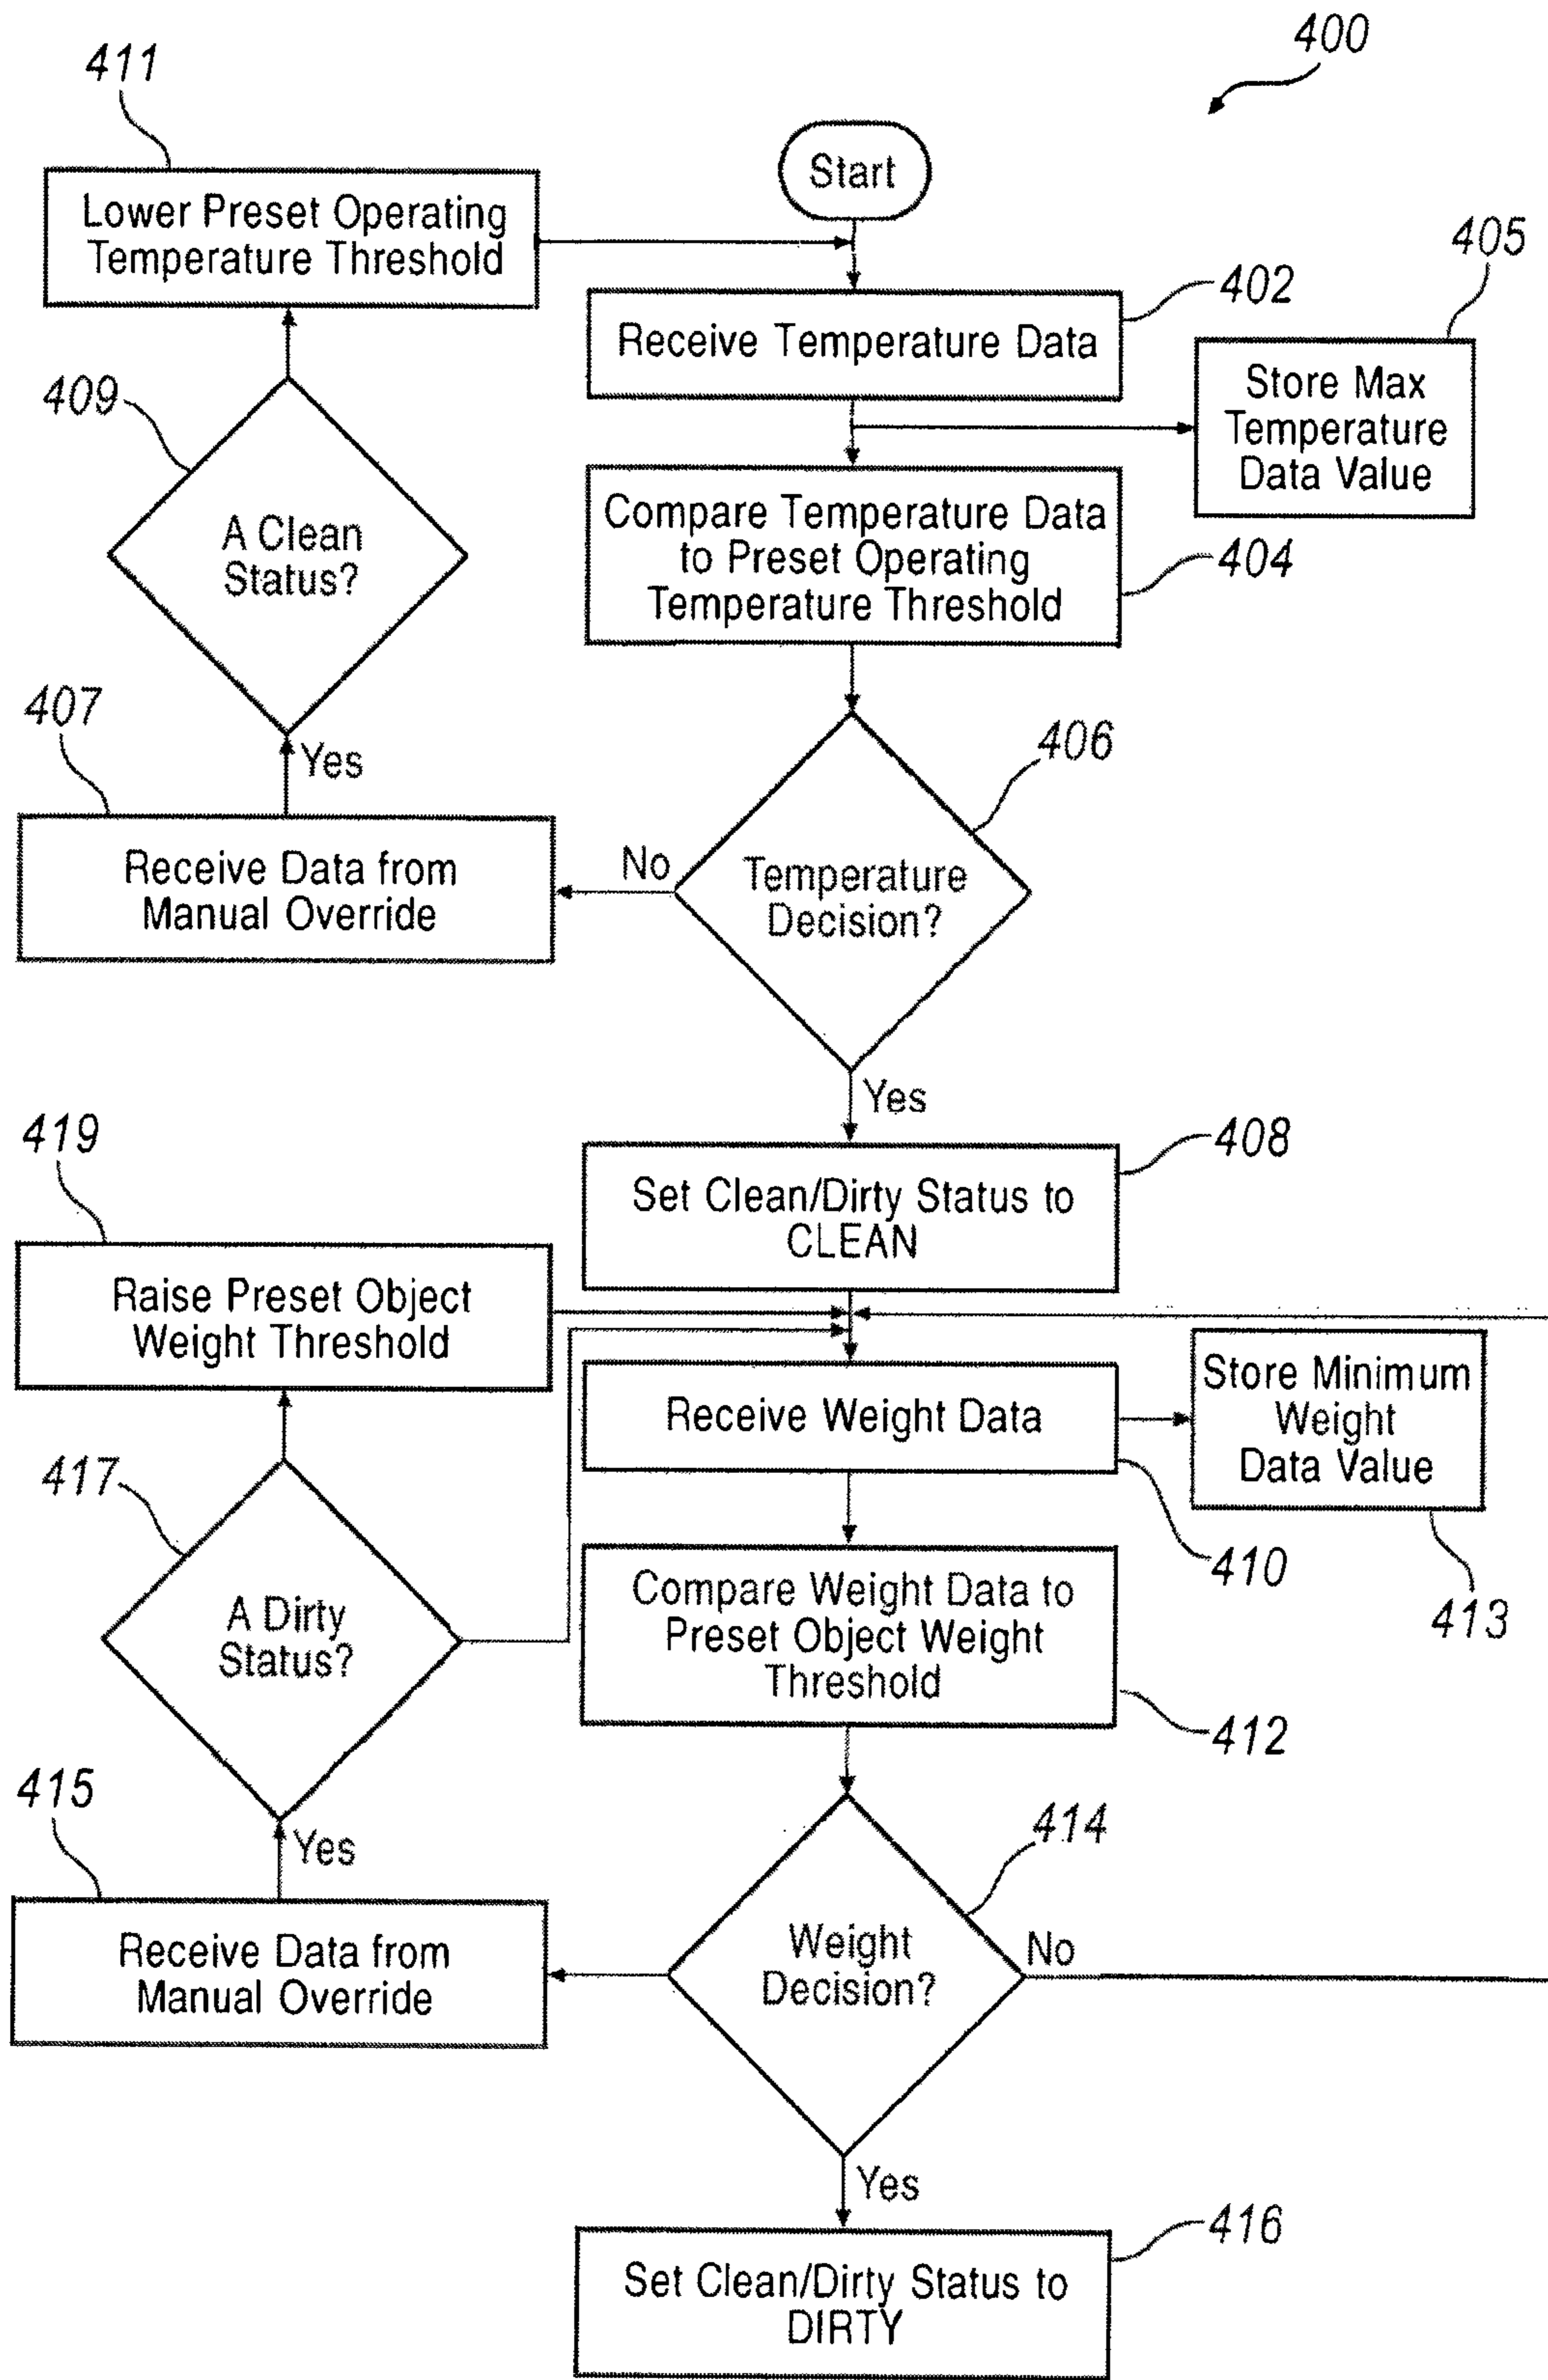 400
411
Start
Lower Preset Operating
Temperature Threshold
405
402
Receive Temperature Data
Store Max
Temperature
Data Value
409
A Clean
Status?
Compare Temperature Data
to Preset Operating
Temperature Threshold
404
407
Yes
406
Receive Data from
Manual Override
No
Temperature
Decision?
Yes
419
408
Set Clean/Dirty Status to
CLEAN
Raise Preset Object
Weight Threshold
Receive Weight Data
Store Minimum
Weight
Data Value
417
410
413
A Dirty
Status?
Compare Weight Data to
Preset Object Weight
Threshold
412
415
Yes
414
Receive Data from
Manual Override
Weight
Decision?
No
Yes
416
Set Clean/Dirty Status to
DIRTY